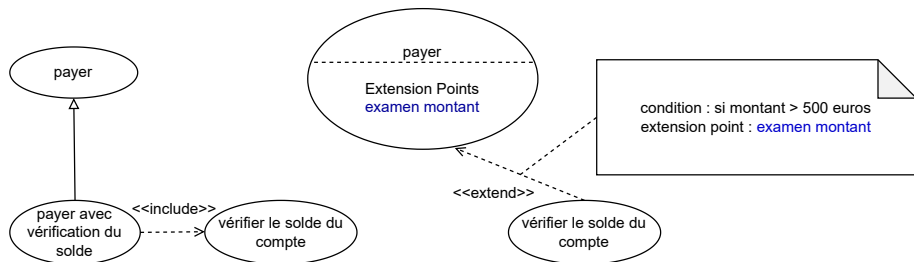 payer
payer avec
vérification du
solde
<<include>>
vérifier le solde du
compte
payer
Extension Points
examen montant
<<extend>>
vérifier le solde du
compte
condition : si montant > 500 euros
extension point : examen montant